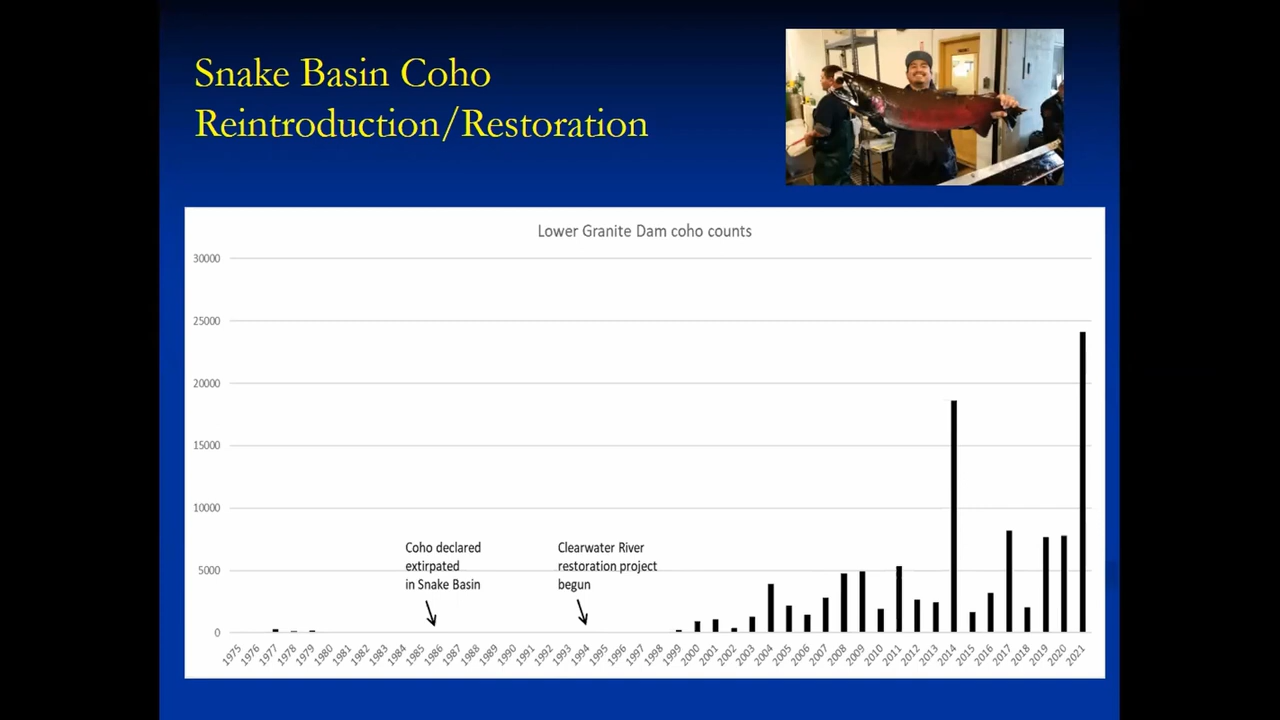 Snake Basin Coho
Reintroduction/Restoration
Lower Granite Dam coho counts
30000
25000
20000
15000
10000
5000
0
Coho declared
extirpated
in Snake Basin
Clearwater River
restoration project
begun
1975 1976 1977 1978 1979 1980 1981 1982 1983 1984 1985 1986 1987 1988 1989 1990 1991 1992 1993 1994 1995 1996 1997 1998 1999 2000 2001 2002 2003 2004 2005 2006 2007 2008 2009 2010 2011 2012 2013 2014 2015 2016 2017 2018 2019 2020 2021